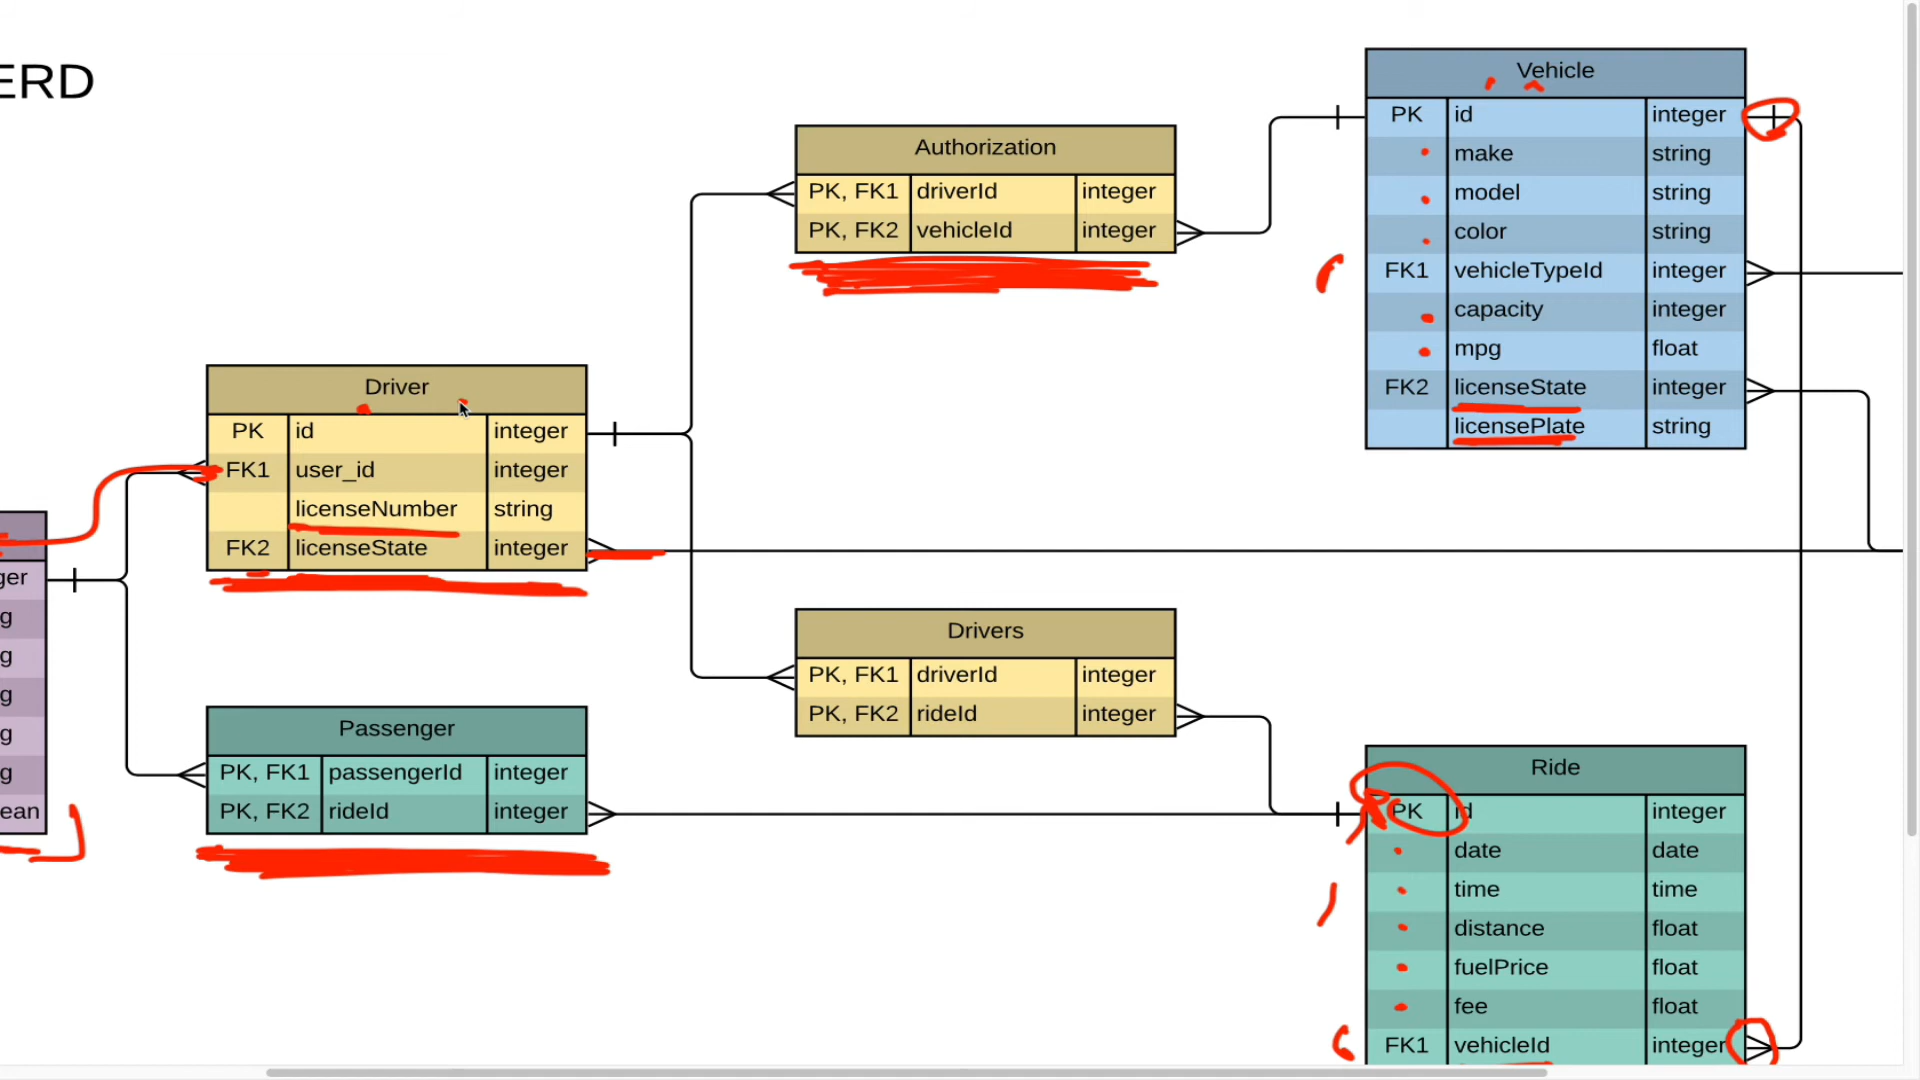 ERD
Vehicle
PK id integer
make string
model string
color string
FK1 vehicleTypeId integer
capacity integer
mpg float
FK2 licenseState integer
licensePlate string
Authorization
PK, FK1 driverId integer
PK, FK2 vehicleId integer
Driver
PK id integer
FK1 user_id integer
licenseNumber string
FK2 licenseState integer
ger
g
g
g
g
g
ean
Drivers
PK, FK1 driverId integer
PK, FK2 rideId integer
Passenger
PK, FK1 passengerId integer
PK, FK2 rideId integer
Ride
PK id integer
date date
time time
distance float
fuelPrice float
fee float
FK1 vehicleId integer